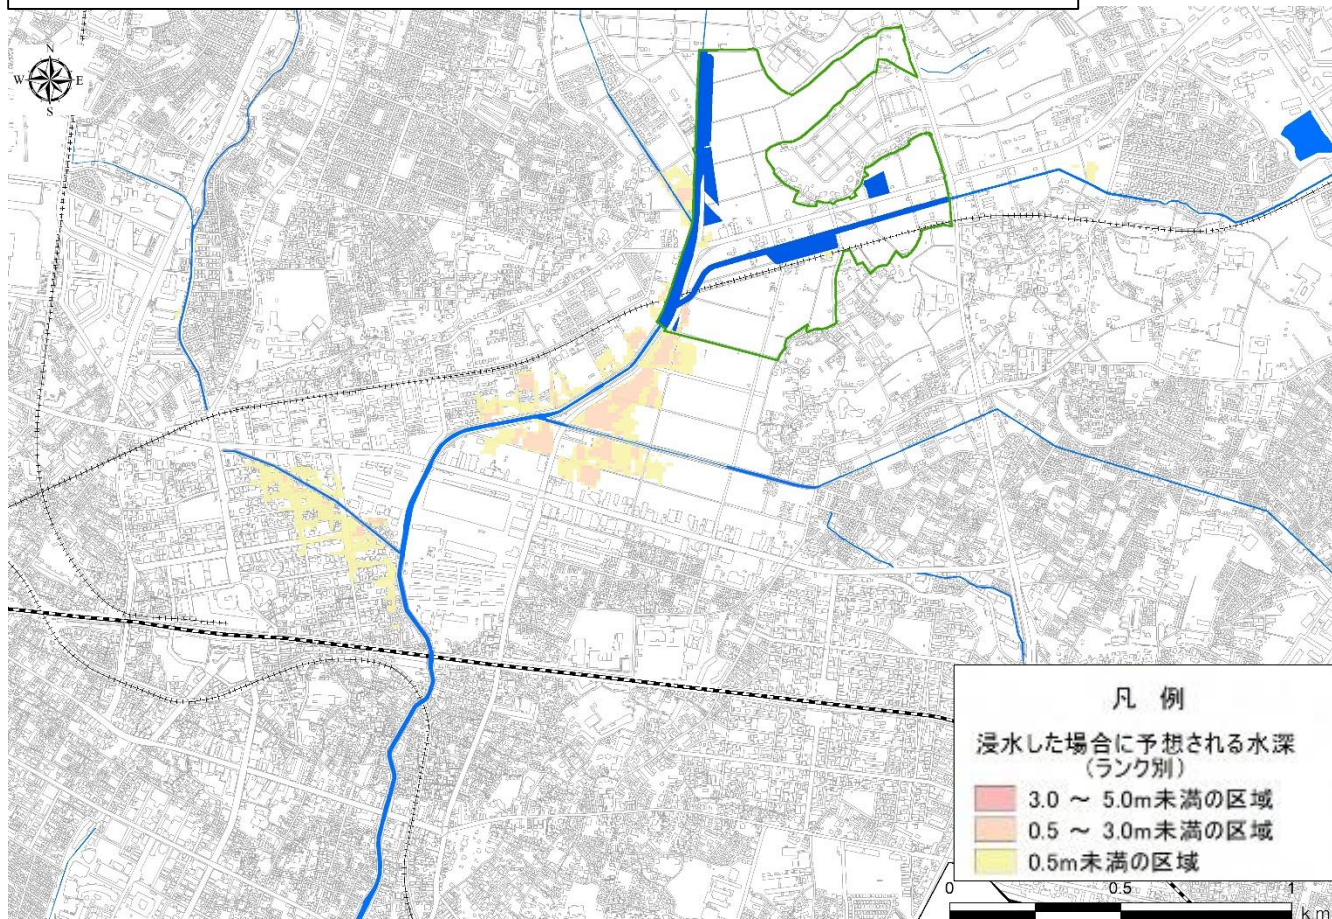 N
W E
S
凡 例
浸水した場合に予想される水深
(ランク別)
3.0 ～ 5.0m未満の区域
0.5 ～ 3.0m未満の区域
0.5m未満の区域
0 0.5 1
km